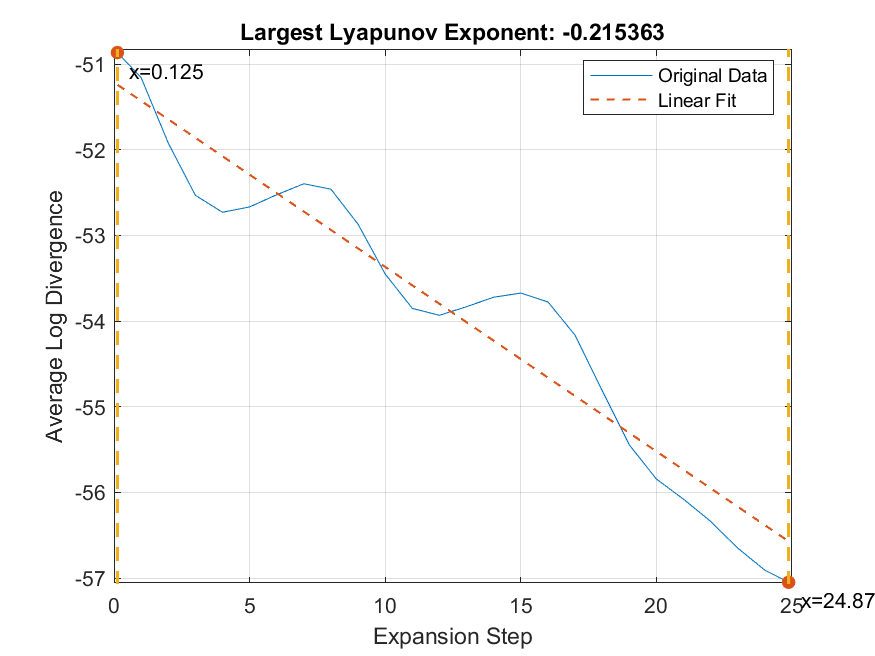 Largest Lyapunov Exponent: -0.215363
-51
x=0.125
Original Data
Linear Fit
-52
-53
-54
-55
-56
-57
Average Log Divergence
0 5 10 15 20 25
x=24.87
Expansion Step